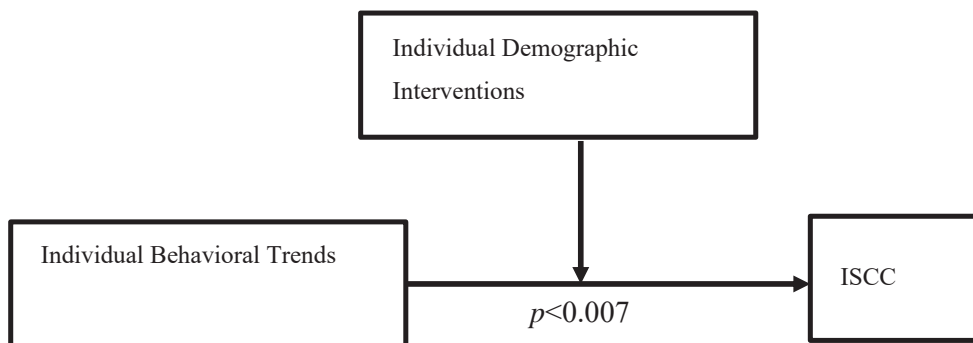 Individual Demographic
Interventions
Individual Behavioral Trends
ISCC
p<0.007